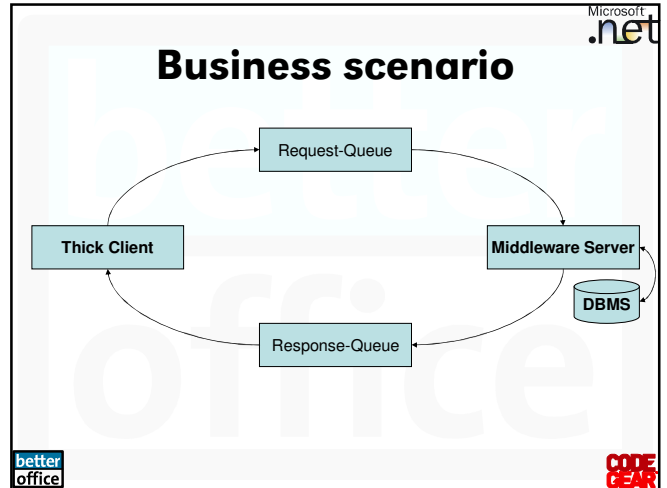 Microsoft
.net
Business scenario
Request-Queue
Thick Client
Middleware Server
DBMS
Response-Queue
better
office
better
office
CODE
GEAR